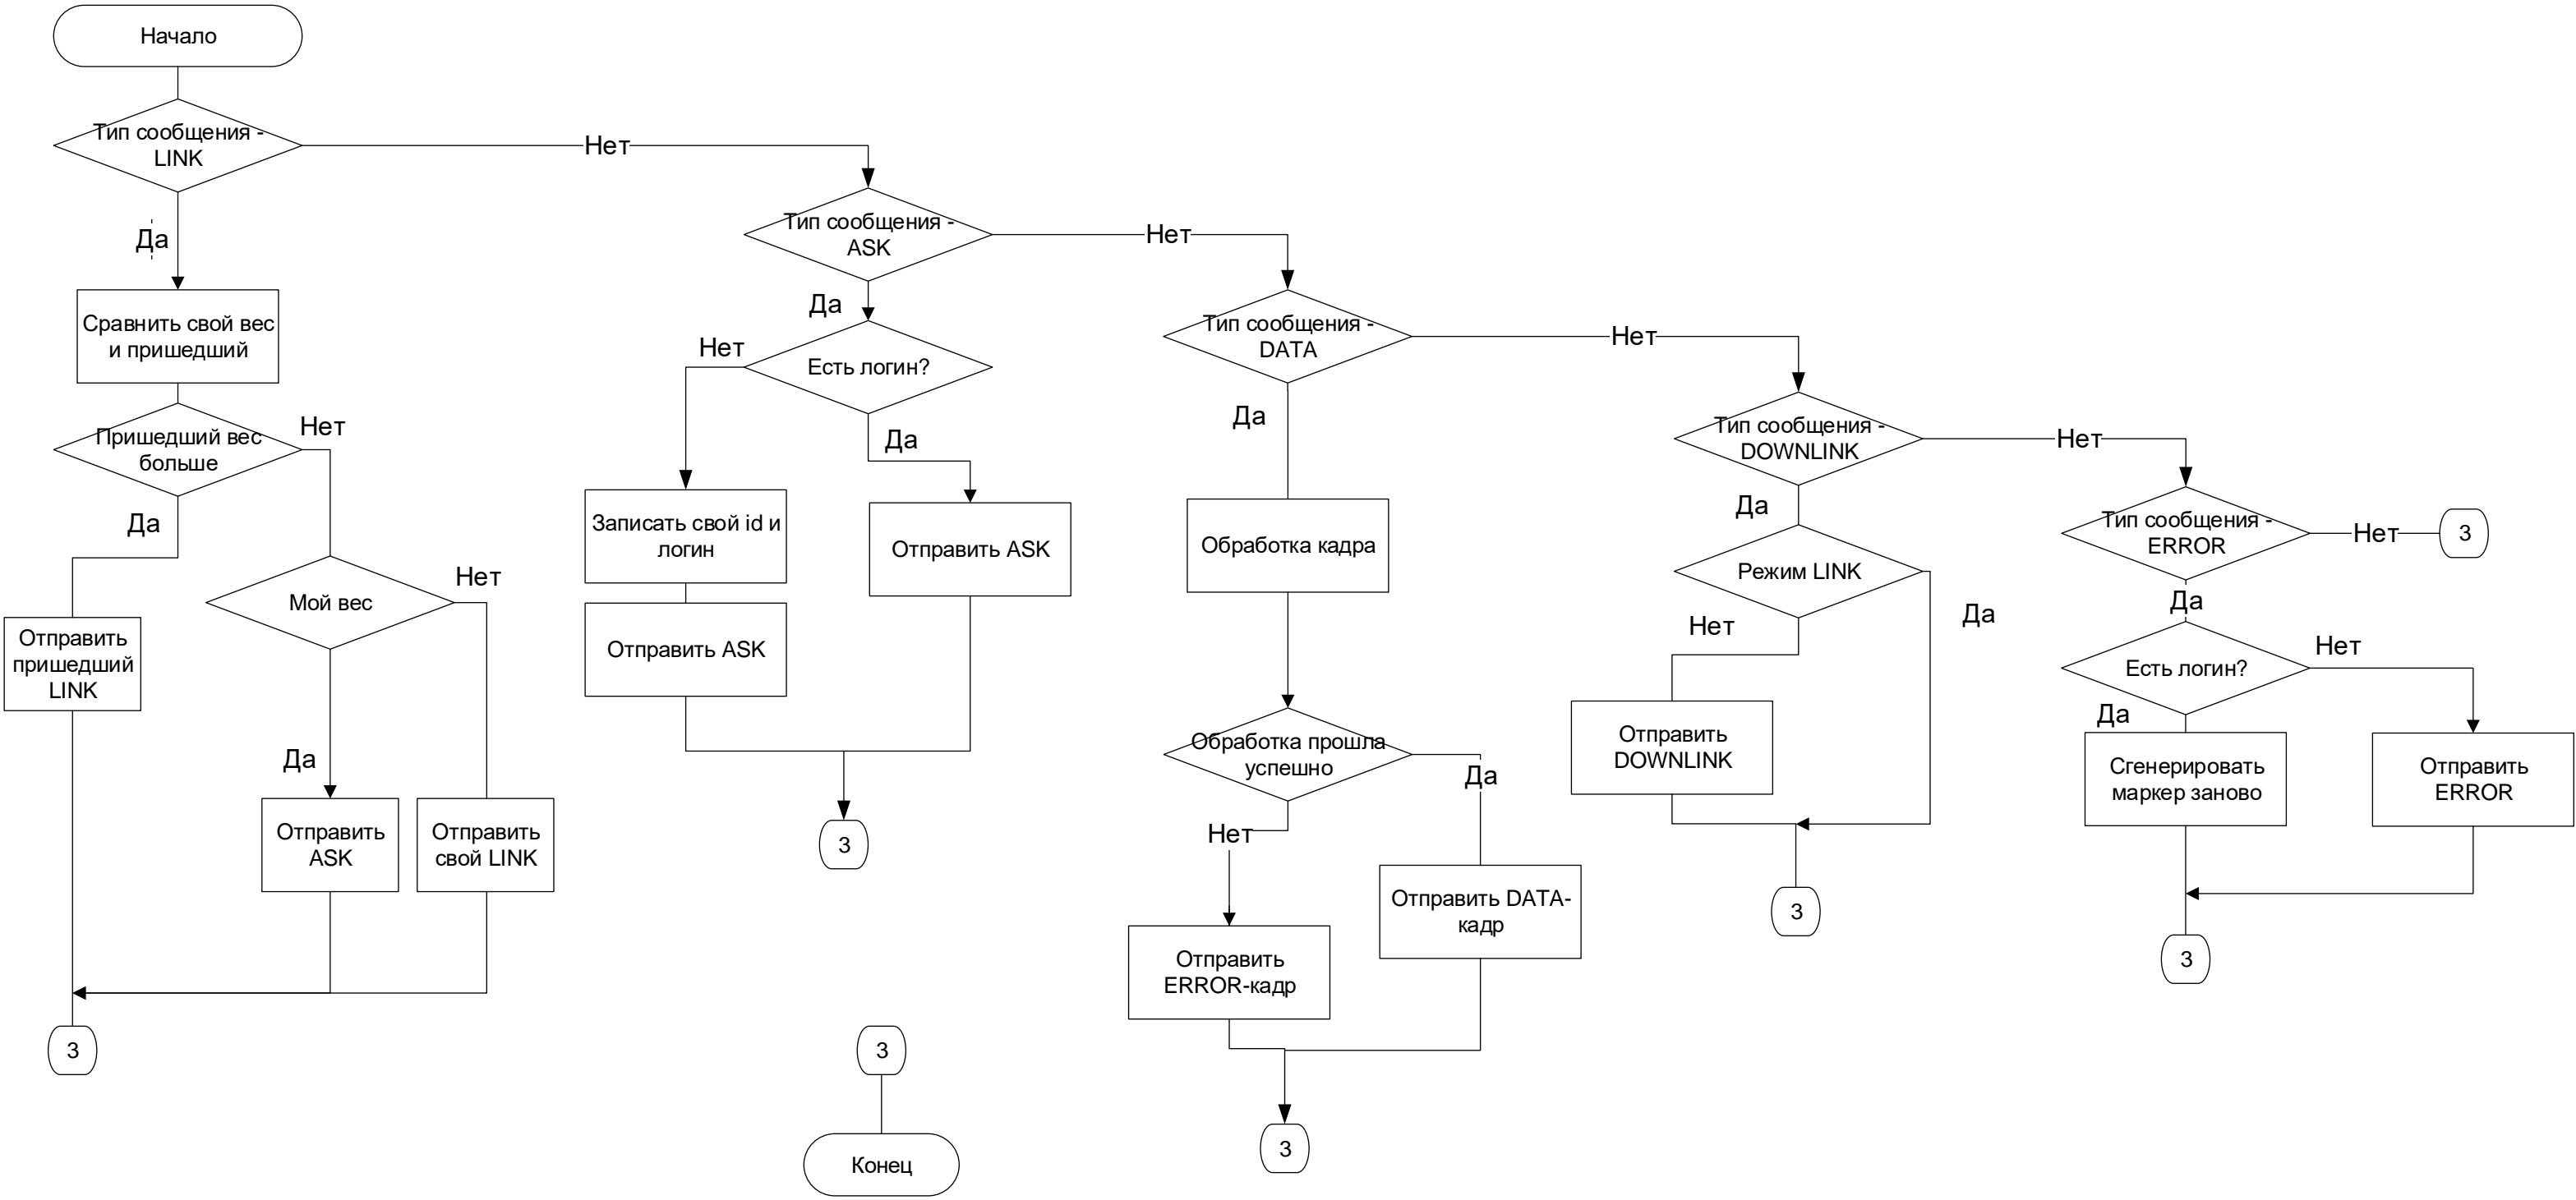 Начало
Тип сообщения -
LINK
Нет
Да
Сравнить свой вес
и пришедший
Пришедший вес
больше
Нет
Да
Отправить
пришедший
LINK
Мой вес
Нет
Да
Отправить
ASK
Отправить
свой LINK
3
Тип сообщения -
ASK
Нет
Да
Есть логин?
Нет
Да
Записать свой id и
логин
Отправить ASK
Отправить ASK
3
3
Конец
Тип сообщения -
DATA
Нет
Да
Обработка кадра
Обработка прошла
успешно
Да
Нет
Отправить DATA-
кадр
Отправить
ERROR-кадр
3
Тип сообщения -
DOWNLINK
Нет
Да
Режим LINK
Да
Нет
Отправить
DOWNLINK
3
Тип сообщения -
ERROR
Нет
3
Да
Есть логин?
Нет
Да
Сгенерировать
маркер заново
Отправить
ERROR
3